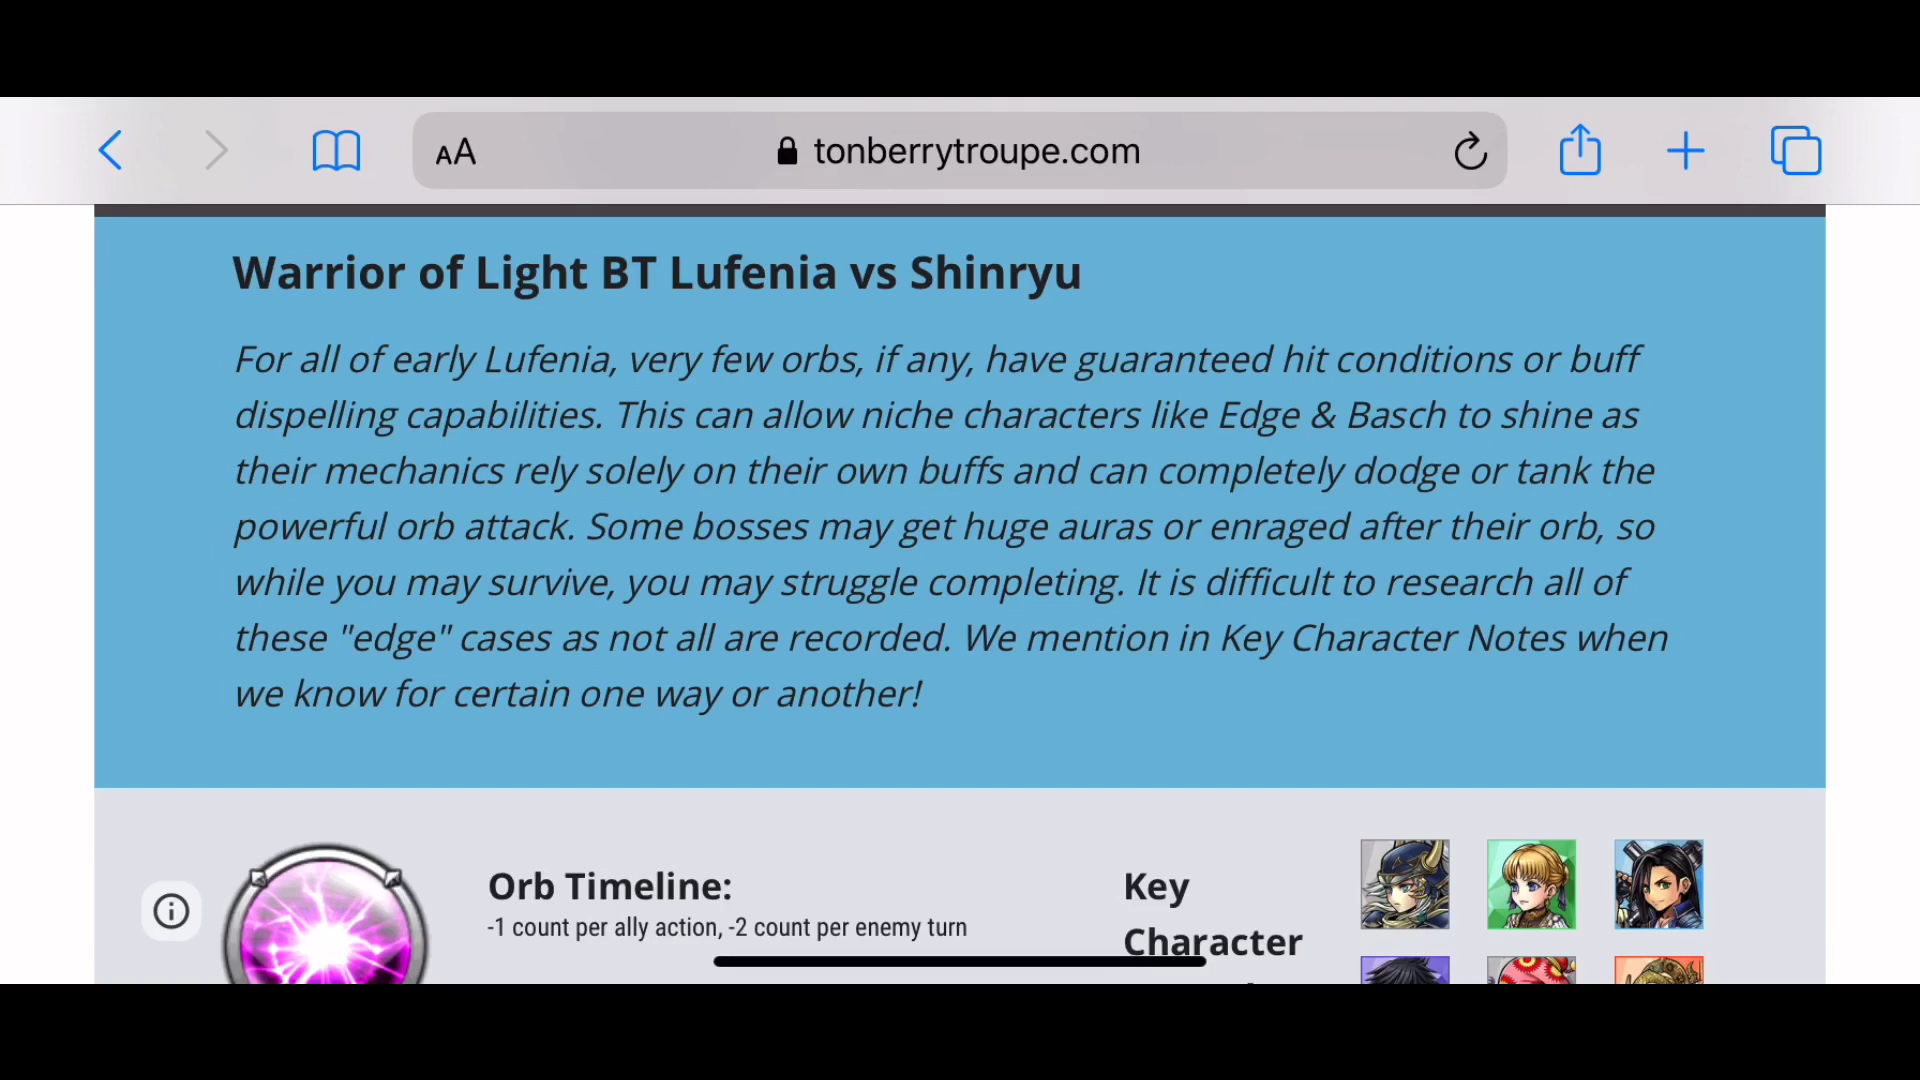 AA
tonberrytroupe.com
Warrior of Light BT Lufenia vs Shinryu
For all of early Lufenia, very few orbs, if any, have guaranteed hit conditions or buff
dispelling capabilities. This can allow niche characters like Edge & Basch to shine as
their mechanics rely solely on their own buffs and can completely dodge or tank the
powerful orb attack. Some bosses may get huge auras or enraged after their orb, so
while you may survive, you may struggle completing. It is difficult to research all of
these "edge" cases as not all are recorded. We mention in Key Character Notes when
we know for certain one way or another!
Orb Timeline:
-1 count per ally action, -2 count per enemy turn
Key
Character